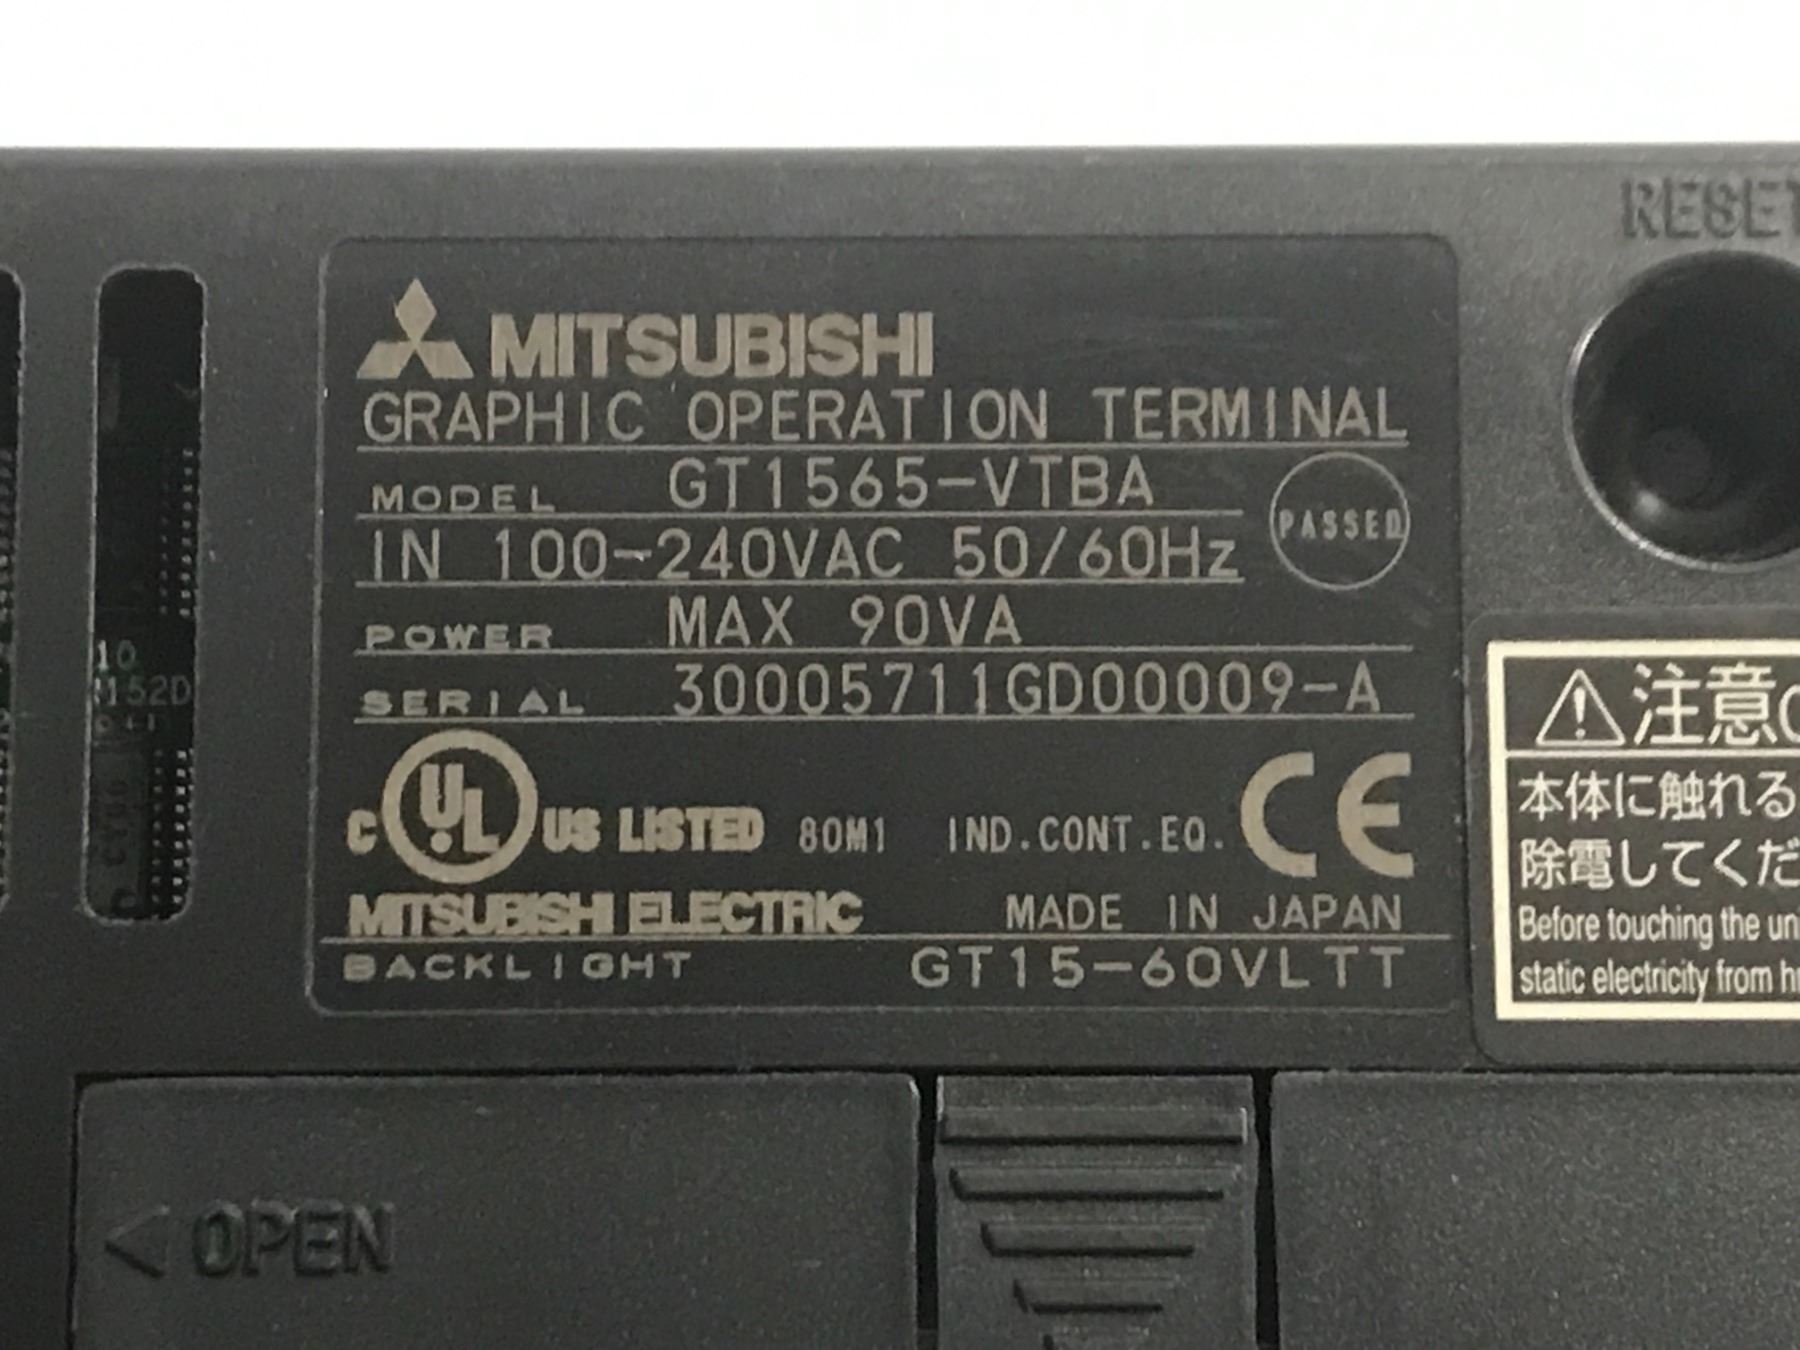 RESET
MITSUBISHI
GRAPHIC OPERATION TERMINAL
MODEL GT1565-VTBA
PASSED
IN 100-240VAC 50/60Hz
POWER MAX 90VA
SERIAL 30005711GD00009-A
C UL US LISTED 80M1 IND.CONT.EQ. CE
MITSUBISHI ELECTRIC MADE IN JAPAN
BACKLIGHT GT15-60VLTT
注意
本体に触れる
除電してくだ
Before touching the un
static electricity from h
10
152D
OPEN